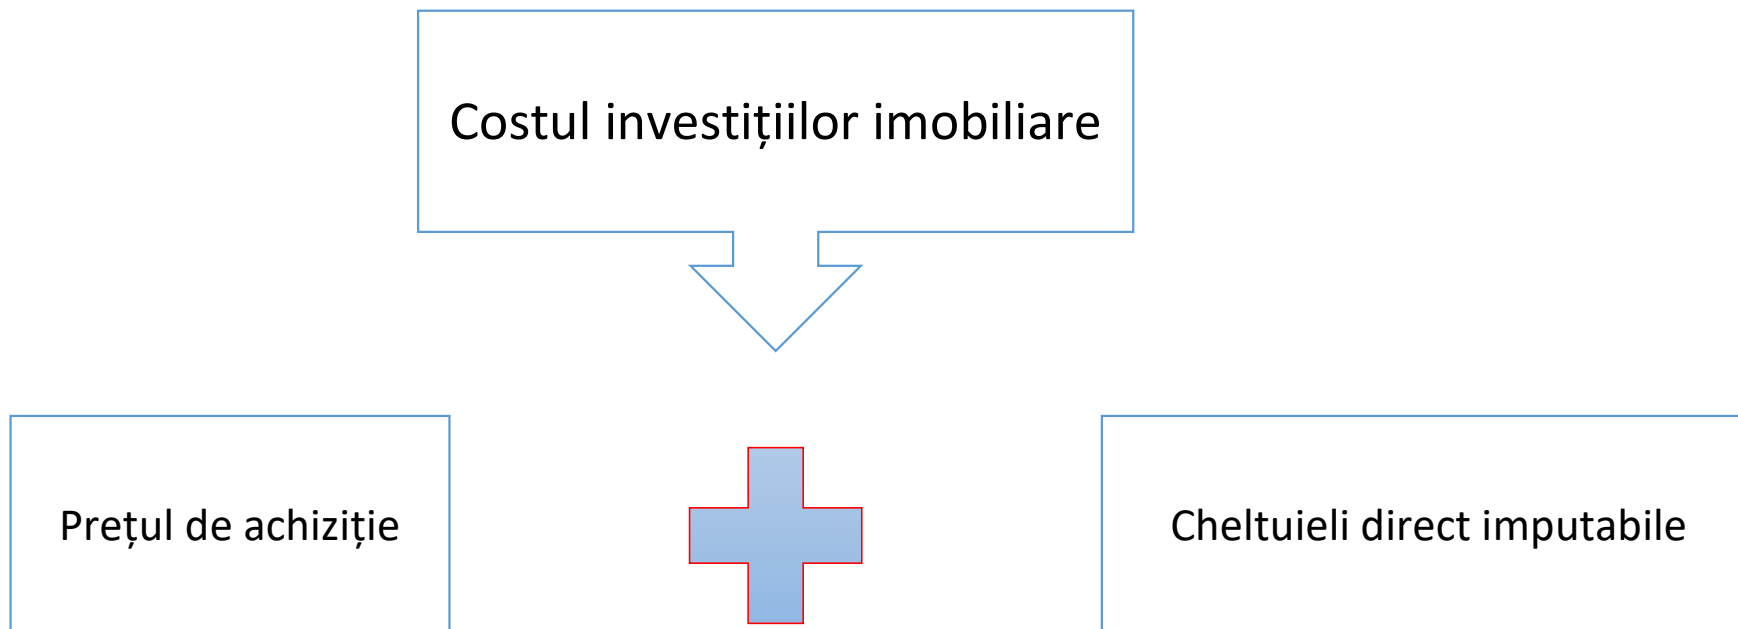 Costul investițiilor imobiliare
Prețul de achiziție
Cheltuieli direct imputabile